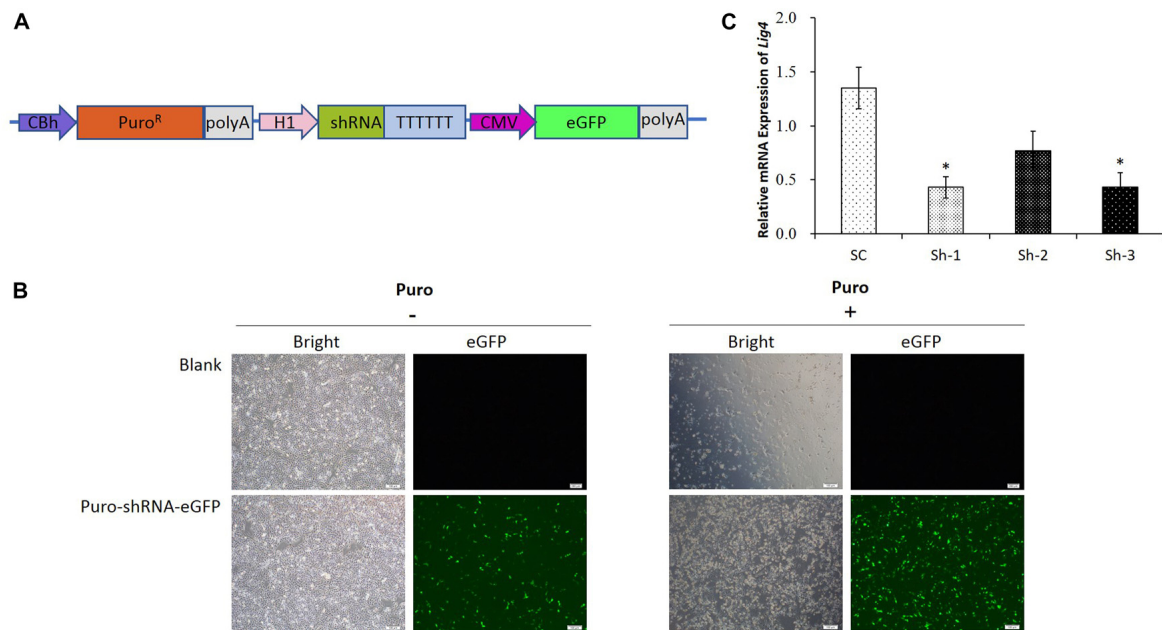 A
CBh PuroR polyA H1 shRNA TTTTTT CMV eGFP polyA
C
Relative mRNA Expression of Lig4
2.0
1.5
1.0
0.5
0.0
* *
SC Sh-1 Sh-2 Sh-3
B
Puro Puro
- +
Bright eGFP Bright eGFP
Blank
Puro-shRNA-eGFP